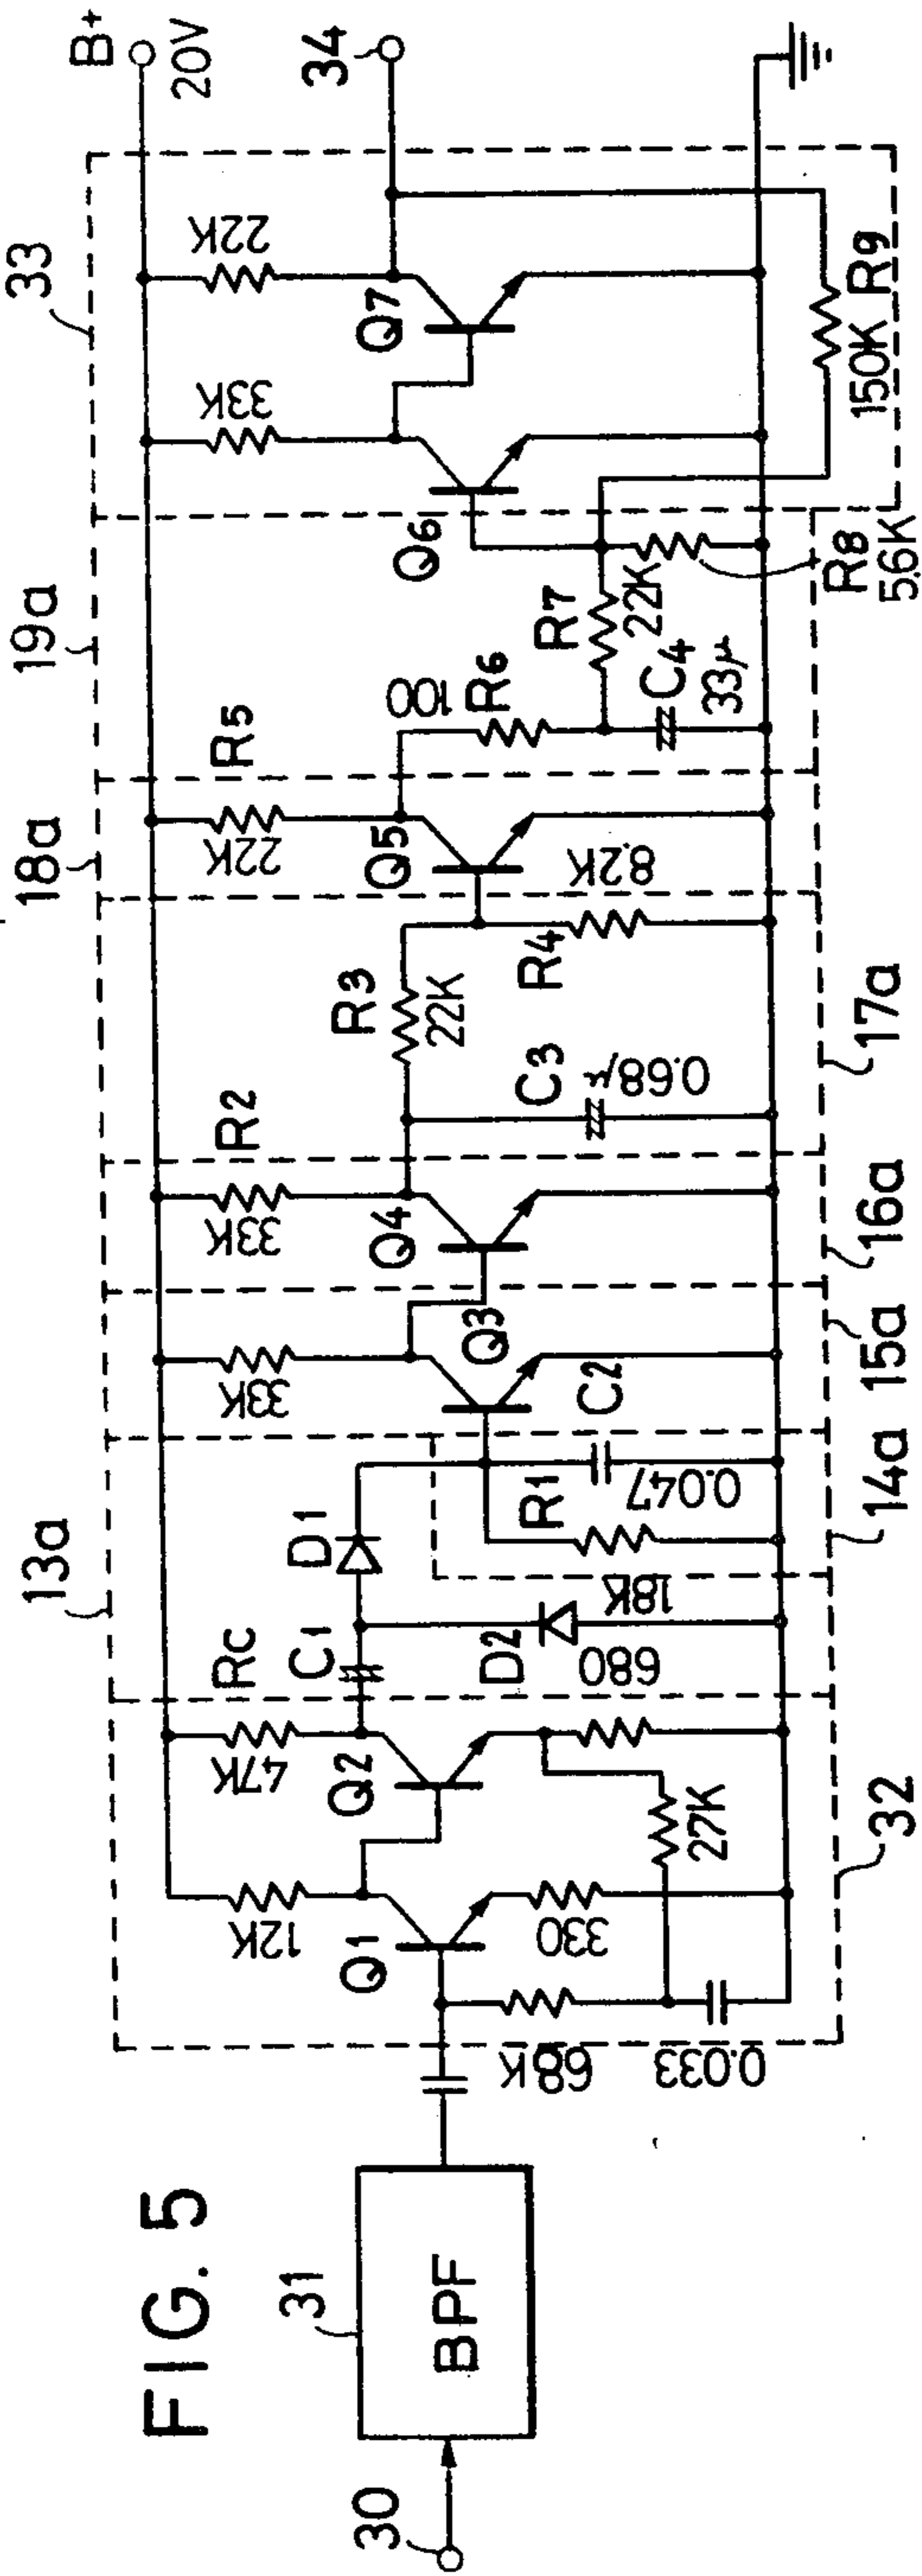 FIG. 5
30
31
BPF
32
13a
14a
15a
16a
17a
18a
19a
33
B+
20V
34
12K
Q1
330
68K
0.033
27K
47K
RC
Q2
680
C1
D1
D2
18K
R1
C2
0.047
33K
Q3
33K
R2
Q4
R3
22K
C3
0.68μ
R4
8.2K
22K
R5
Q5
100
R6
R7
22K
C4
33μ
R8
5.6K
33K
Q6
22K
Q7
150K R9